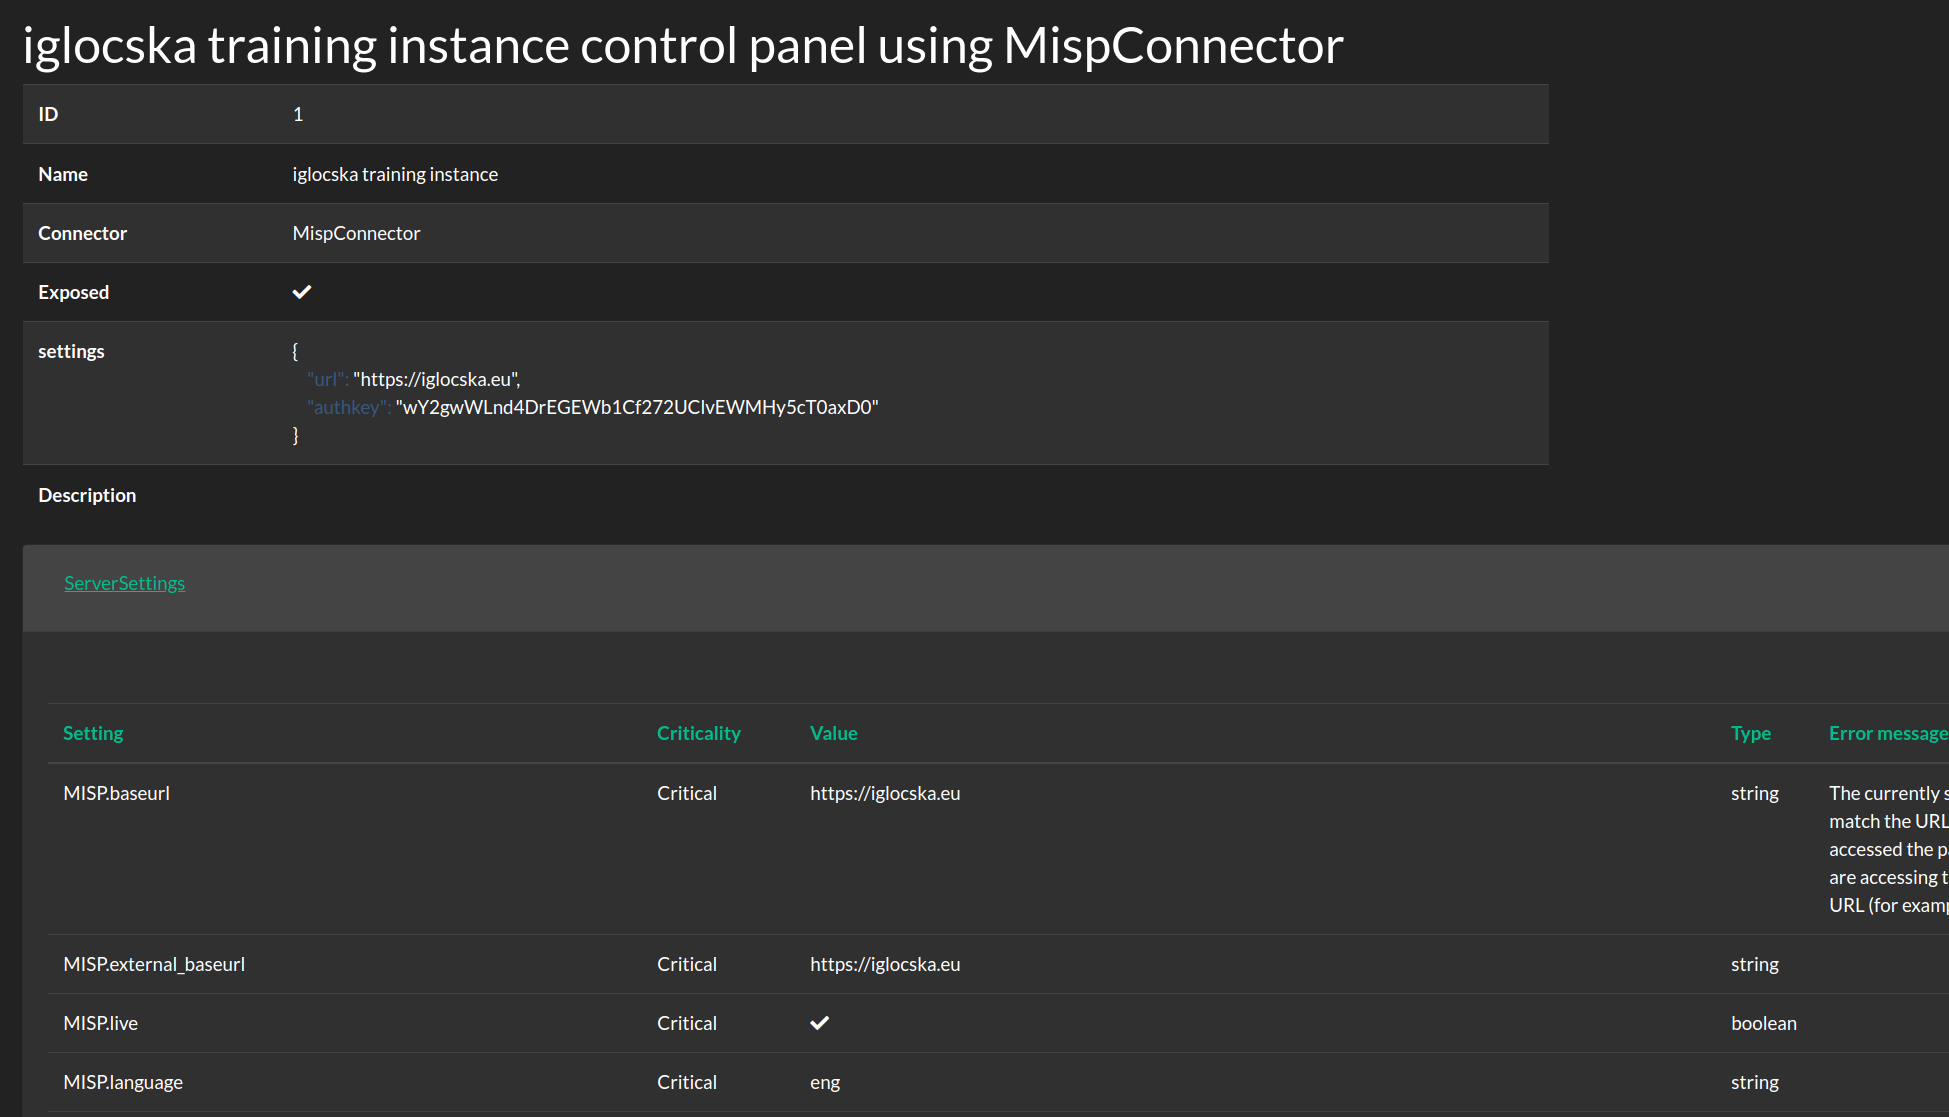 iglocska training instance control panel using MispConnector
ID 1
Name iglocska training instance
Connector MispConnector
Exposed
settings {
"url": "https://iglocska.eu",
"authkey": "wY2gwWLnd4DrEGEWb1Cf272UClvEWMHy5cT0axD0"
}
Description
ServerSettings
Setting Criticality Value Type Error message
MISP.baseurl Critical https://iglocska.eu string The currently s
match the URL
accessed the pa
are accessing t
URL (for examp
MISP.external_baseurl Critical https://iglocska.eu string
MISP.live Critical boolean
MISP.language Critical eng string